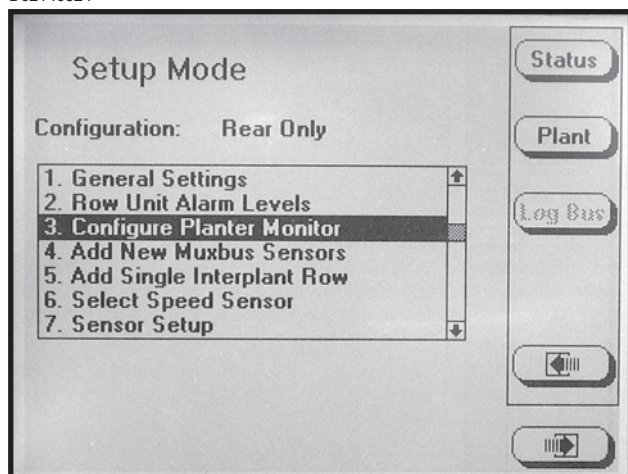 Setup Mode
Configuration: Rear Only
1. General Settings
2. Row Unit Alarm Levels
3. Configure Planter Monitor
4. Add New Muxbus Sensors
5. Add Single Interplant Row
6. Select Speed Sensor
7. Sensor Setup
Status
Plant
Log Bus